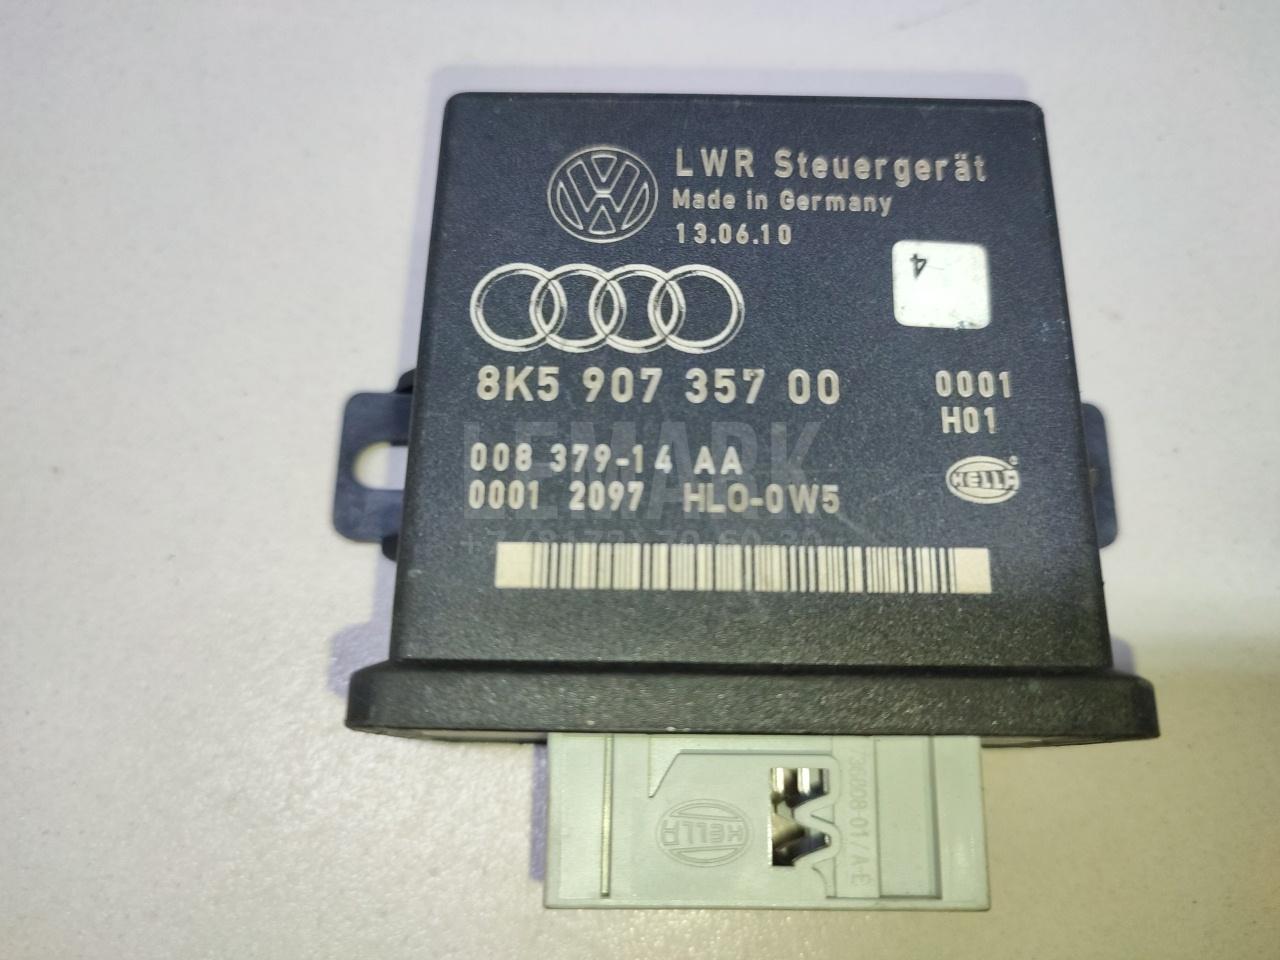 LWR Steuergerät
Made in Germany
13.06.10
4
8K5 907 357 00
0001
H01
008 379-14 AA
0001 2097 HLO-0W5
HELLA
LEMARK
HELLA